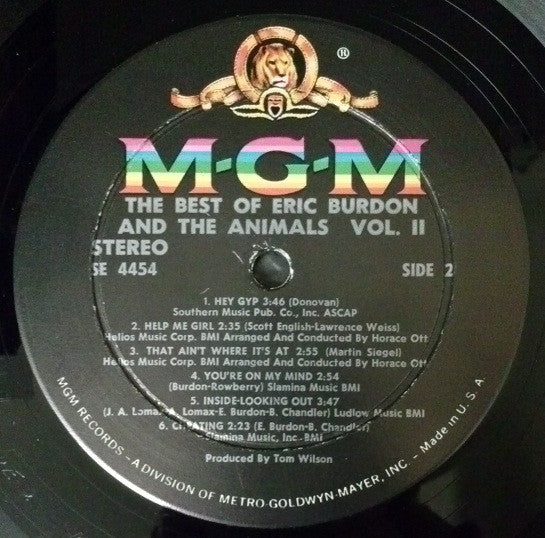 ®
M-G-M
THE BEST OF ERIC BURDON
AND THE ANIMALS VOL. II
STEREO
SE 4454 SIDE 2
1. HEY GYP 3:46 (Donovan)
Southern Music Pub. Co., Inc. ASCAP
2. HELP ME GIRL 2:35 (Scott English-Lawrence Weiss)
Helios Music Corp. BMI Arranged And Conducted By Horace Ott
3. THAT AIN'T WHERE IT'S AT 2:55 (Martin Siegel)
Helios Music Corp. BMI Arranged And Conducted By Horace Ott
4. YOU'RE ON MY MIND 2:54
(Burdon-Rowberry) Slamina Music BMI
5. INSIDE-LOOKING OUT 3:47
(J. A. Lomax-A. Lomax-E. Burdon-B. Chandler) Ludlow Music BMI
6. CHEATING 2:23 (E. Burdon-B. Chandler)
Slamina Music, Inc. BMI
Produced By Tom Wilson
MGM RECORDS – A DIVISION OF METRO-GOLDWYN-MAYER, INC. – Made in U.S.A